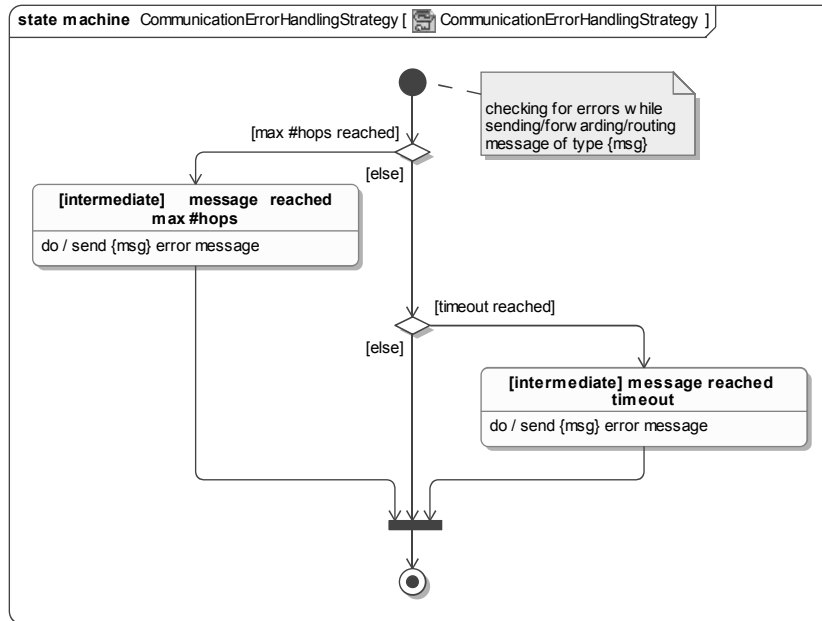 state machine CommunicationErrorHandlingStrategy [ CommunicationErrorHandlingStrategy ]
checking for errors while
sending/forwarding/routing
message of type {msg}
[max #hops reached]
[else]
[intermediate] message reached
max #hops
do / send {msg} error message
[timeout reached]
[else]
[intermediate] message reached
timeout
do / send {msg} error message